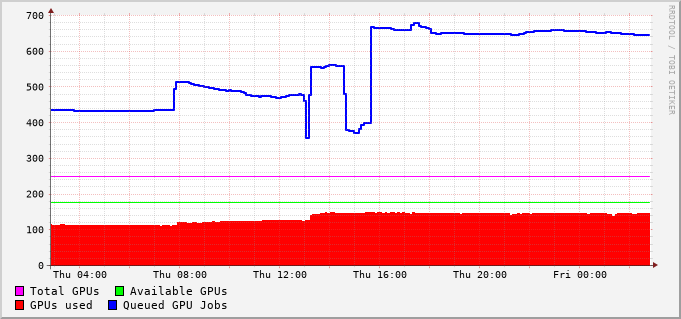 700
600
500
400
300
200
100
0
Thu 04:00 Thu 08:00 Thu 12:00 Thu 16:00 Thu 20:00 Fri 00:00
Total GPUs Available GPUs
GPUs used Queued GPU Jobs
RRDTOOL / TOBI OETIKER